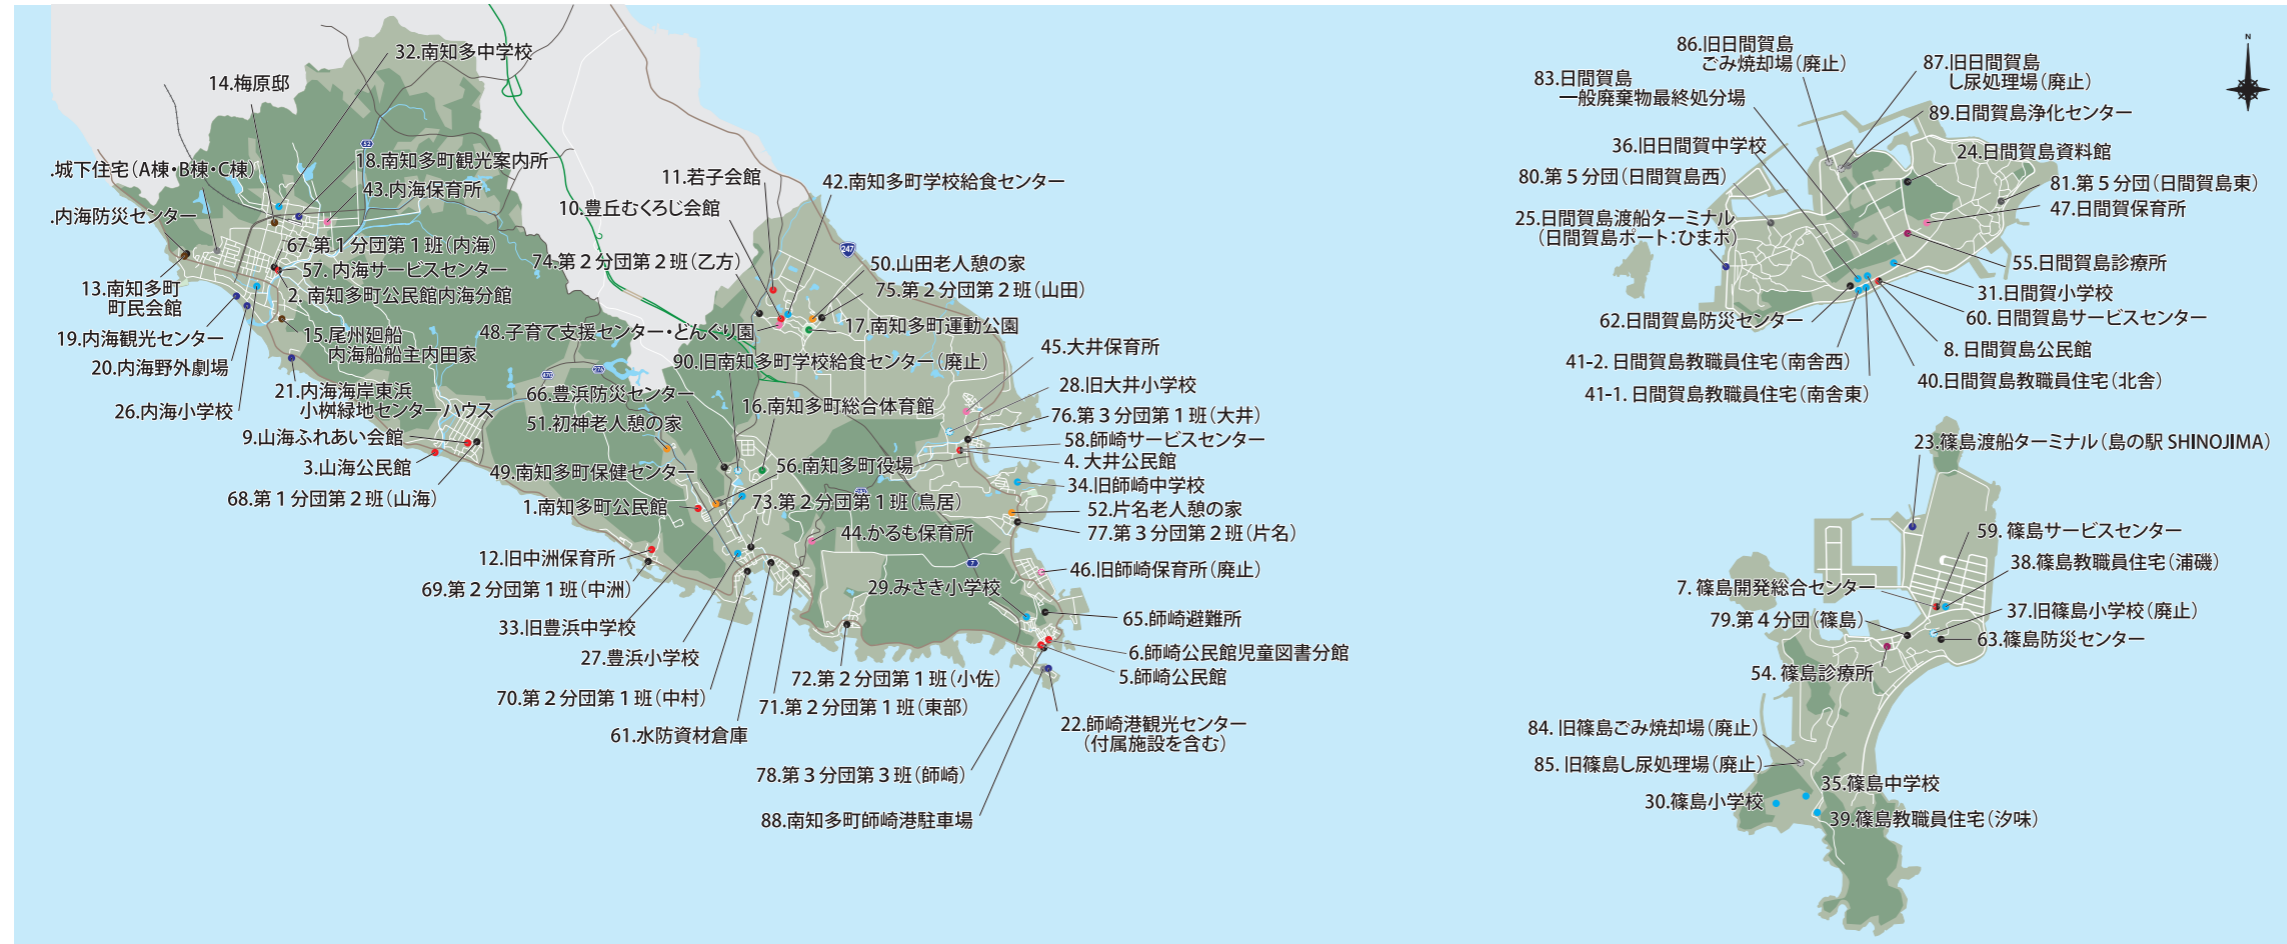 32.南知多中学校
14.梅原邸
.城下住宅（A棟・B棟・C棟）
18.南知多町観光案内所
43.内海保育所
.内海防災センター
67.第１分団第１班（内海）
57. 内海サービスセンター
2. 南知多町公民館内海分館
13.南知多町
町民会館
19.内海観光センター
20.内海野外劇場
15.尾州廻船
内海船船主内田家
26.内海小学校
21.内海海岸東浜
小桝緑地センターハウス
9.山海ふれあい会館
3.山海公民館
68.第１分団第２班（山海）
52
11.若子会館
42.南知多町学校給食センター
10.豊丘むくろじ会館
247
74.第２分団第２班（乙方）
50.山田老人憩の家
75.第２分団第２班（山田）
48.子育て支援センター・どんぐり園
17.南知多町運動公園
90.旧南知多町学校給食センター（廃止）
45.大井保育所
470
276
66.豊浜防災センター
28.旧大井小学校
51.初神老人憩の家
16.南知多町総合体育館
76.第３分団第１班（大井）
58.師崎サービスセンター
4. 大井公民館
49.南知多町保健センター
56.南知多町役場
34.旧師崎中学校
1.南知多町公民館
73.第２分団第１班（鳥居）
52.片名老人憩の家
77.第３分団第２班（片名）
44.かるも保育所
12.旧中洲保育所
7
46.旧師崎保育所（廃止）
69.第２分団第１班（中洲）
29.みさき小学校
33.旧豊浜中学校
65.師崎避難所
27.豊浜小学校
6.師崎公民館児童図書分館
70.第２分団第１班（中村）
72.第２分団第１班（小佐）
5.師崎公民館
71.第２分団第１班（東部）
61.水防資材倉庫
22.師崎港観光センター
（付属施設を含む）
78.第３分団第３班（師崎）
88.南知多町師崎港駐車場
N
86.旧日間賀島
ごみ焼却場（廃止）
87.旧日間賀島
し尿処理場（廃止）
83.日間賀島
一般廃棄物最終処分場
89.日間賀島浄化センター
36.旧日間賀中学校
24.日間賀島資料館
80.第５分団（日間賀島西）
81.第５分団（日間賀島東）
25.日間賀島渡船ターミナル
（日間賀島ポート：ひまポ）
47.日間賀保育所
55.日間賀島診療所
31.日間賀小学校
62.日間賀島防災センター
60. 日間賀島サービスセンター
41-2. 日間賀島教職員住宅（南舎西）
8. 日間賀島公民館
41-1. 日間賀島教職員住宅（南舎東）
40.日間賀島教職員住宅（北舎）
23.篠島渡船ターミナル（島の駅 SHINOJIMA）
59. 篠島サービスセンター
38.篠島教職員住宅（浦磯）
7. 篠島開発総合センター
37.旧篠島小学校（廃止）
79.第４分団（篠島）
63.篠島防災センター
54. 篠島診療所
84. 旧篠島ごみ焼却場（廃止）
85. 旧篠島し尿処理場（廃止）
35.篠島中学校
30.篠島小学校
39.篠島教職員住宅（汐味）